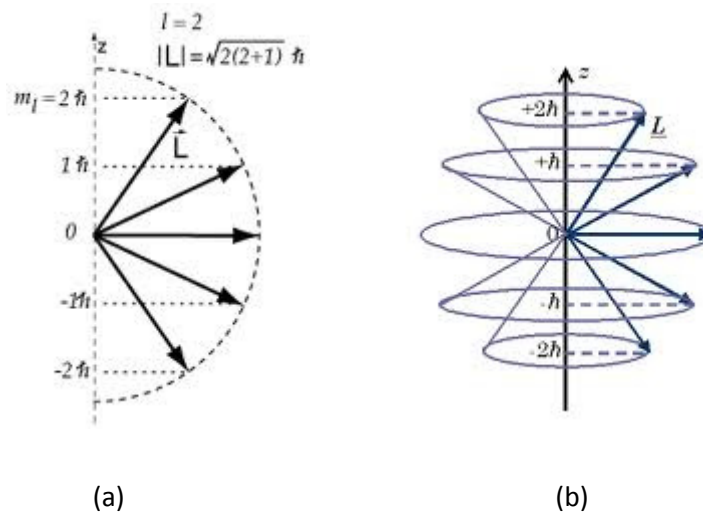 l = 2
z
|L| = √2(2+1) ħ
m_l = 2 ħ
L⃗
1 ħ
0
-1ħ
-2 ħ
z
+2ħ
L
+ħ
0
-ħ
-2ħ
(a)
(b)